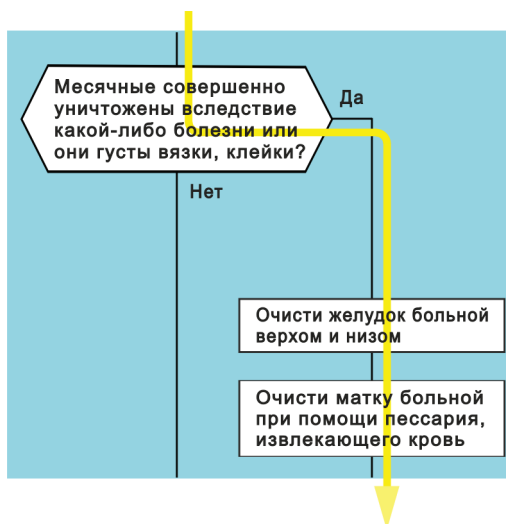 Месячные совершенно
уничтожены вследствие
какой-либо болезни или
они густы вязки, клейки?
Да
Нет
Очисти желудок больной
верхом и низом
Очисти матку больной
при помощи пессария,
извлекающего кровь